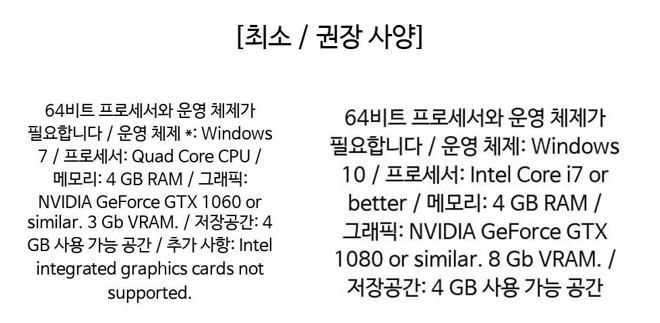 [최소 / 권장 사양]
64비트 프로세서와 운영 체제가
필요합니다 / 운영 체제 *: Windows
7 / 프로세서: Quad Core CPU /
메모리: 4 GB RAM / 그래픽:
NVIDIA GeForce GTX 1060 or
similar. 3 Gb VRAM. / 저장공간: 4
GB 사용 가능 공간 / 추가 사항: Intel
integrated graphics cards not
supported.
64비트 프로세서와 운영 체제가
필요합니다 / 운영 체제: Windows
10 / 프로세서: Intel Core i7 or
better / 메모리: 4 GB RAM /
그래픽: NVIDIA GeForce GTX
1080 or similar. 8 Gb VRAM. /
저장공간: 4 GB 사용 가능 공간